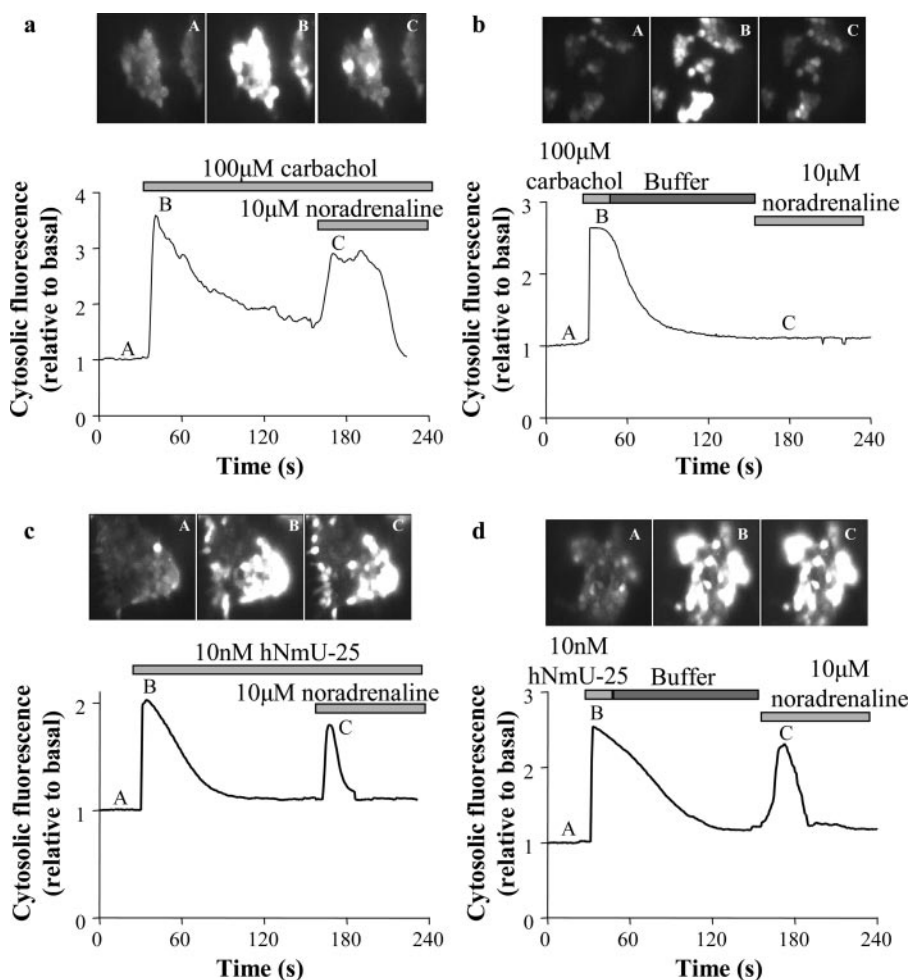 a
A B C
100μM carbachol
10μM noradrenaline
Cytosolic fluorescence
(relative to basal)
4
3
2
1
0
A
B
C
0 60 120 180 240
Time (s)
b
A B C
100μM
carbachol
Buffer
10μM
noradrenaline
Cytosolic fluorescence
(relative to basal)
3
2
1
0
A
B
C
0 60 120 180 240
Time (s)
c
A B C
10nM hNmU-25
10μM noradrenaline
Cytosolic fluorescence
(relative to basal)
2
1
0
A
B
C
0 60 120 180 240
Time (s)
d
A B C
10nM
hNmU-25
Buffer
10μM
noradrenaline
Cytosolic fluorescence
(relative to basal)
3
2
1
0
A
B
C
0 60 120 180 240
Time (s)